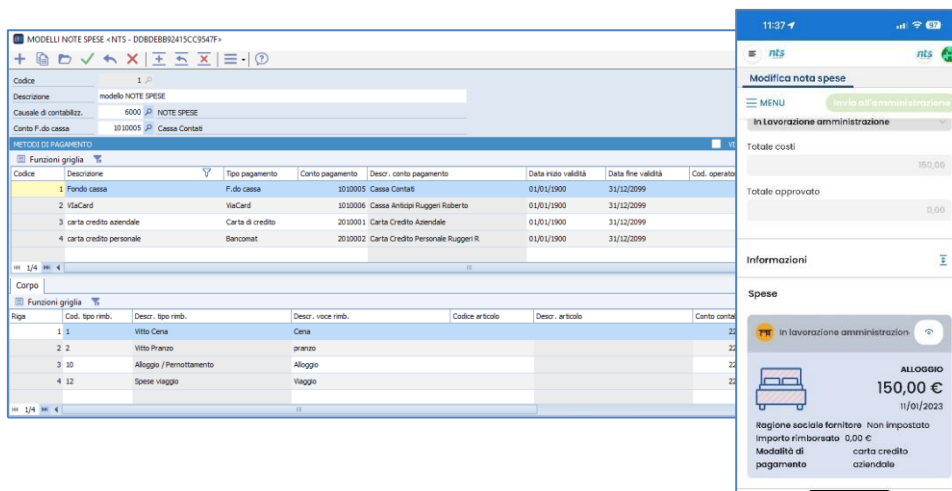 MODELLI NOTE SPESE <NTS - DDBDEBB92415CC9547F>
Codice 1
Descrizione modello NOTE SPESE
Causale di contabilizz. 6000 NOTE SPESE
Conto F.do cassa 1010005 Cassa Contati
METODI DI PAGAMENTO
Funzioni griglia
Codice Descrizione Tipo pagamento Conto pagamento Descr. conto pagamento Data inizio validità Data fine validità Cod. operator
1 Fondo cassa F.do cassa 1010005 Cassa Contati 01/01/1900 31/12/2099
2 VIaCard ViaCard 1010006 Cassa Anticipi Ruggeri Roberto 01/01/1900 31/12/2099
3 carta credito aziendale Carta di credito 2010001 Carta Credito Aziendale 01/01/1900 31/12/2099
4 carta credito personale Bancomat 2010002 Carta Credito Personale Ruggeri R 01/01/1900 31/12/2099
1/4
Corpo
Funzioni griglia
Riga Cod. tipo rimb. Descr. tipo rimb. Descr. voce rimb. Codice articolo Descr. articolo Conto contab
1 1 Vitto Cena Cena 22
2 2 Vitto Pranzo pranzo 22
3 10 Alloggio / Pernottamento Alloggio 22
4 12 Spese viaggio Viaggio 22
1/4
11:37 97
nts nts
Modifica nota spese
MENU Invia all'amministrazione
In Lavorazione amministrazione
Totale costi
150,00
Totale approvato
0,00
Informazioni
Spese
In lavorazione amministrazion
ALLOGGIO
150,00 €
11/01/2023
Ragione sociale fornitore Non impostato
Importo rimborsato 0,00 €
Modalità di pagamento carta credito aziendale